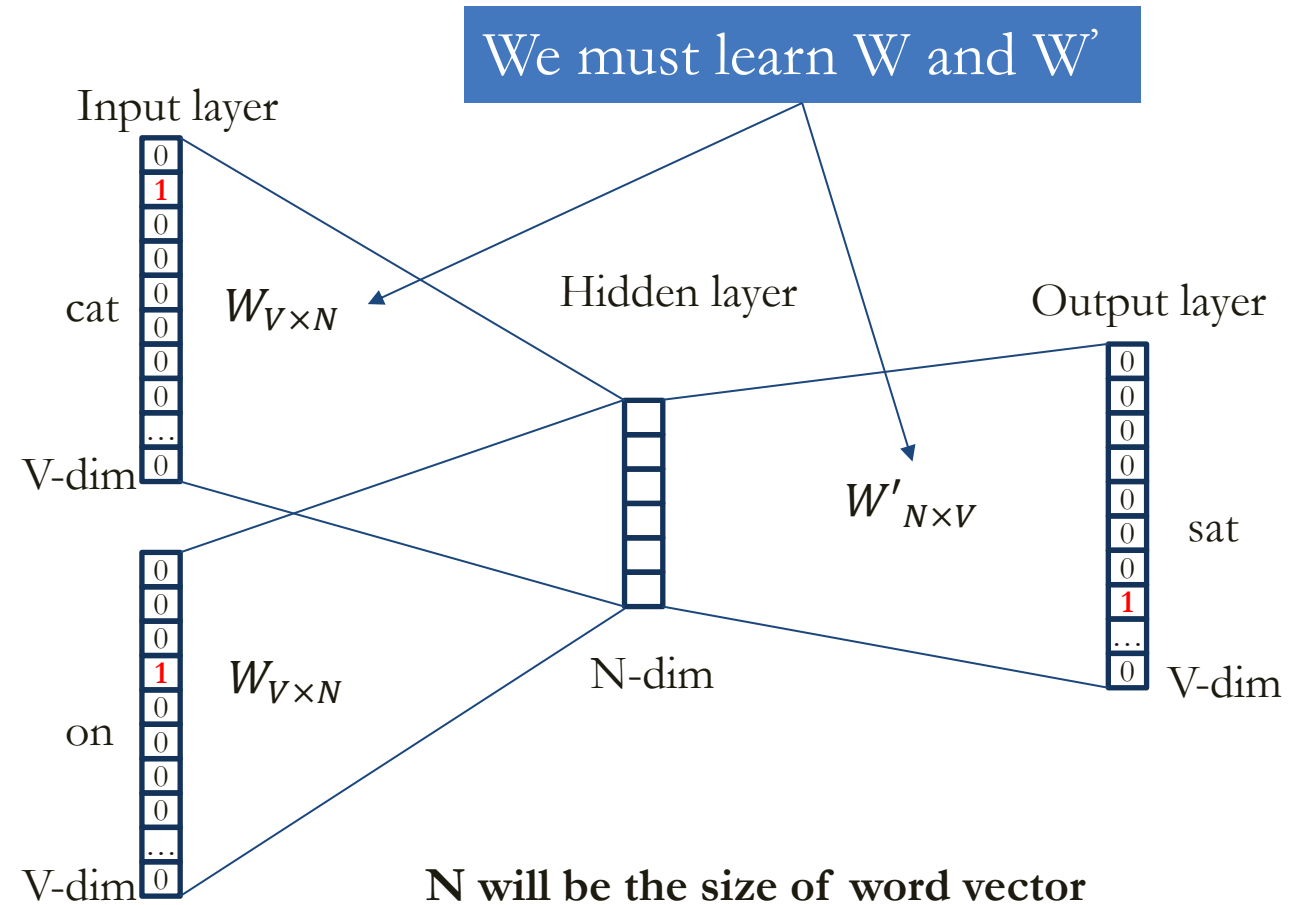 We must learn W and W’
Input layer
0
1
0
0
0
0
0
0
…
0
cat
V-dim
W_{V×N}
Hidden layer
N-dim
0
0
0
1
0
0
0
0
…
0
on
V-dim
W_{V×N}
W'_{N×V}
Output layer
0
0
0
0
0
0
0
1
…
0
sat
V-dim
N will be the size of word vector